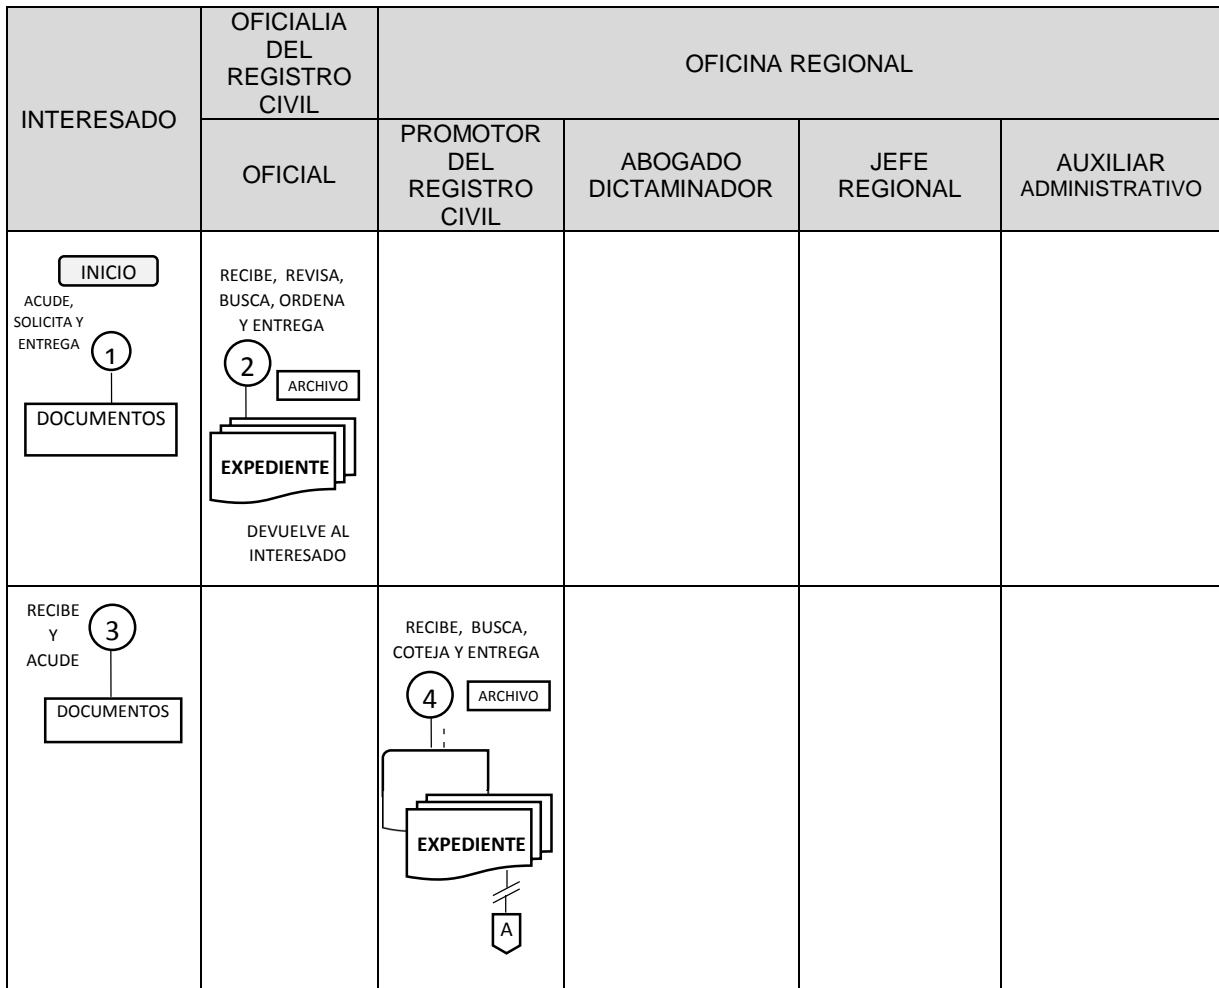 INTERESADO
OFICIALIA
DEL
REGISTRO
CIVIL
OFICINA REGIONAL
OFICIAL
PROMOTOR
DEL
REGISTRO
CIVIL
ABOGADO
DICTAMINADOR
JEFE
REGIONAL
AUXILIAR
ADMINISTRATIVO
INICIO
ACUDE,
SOLICITA Y
ENTREGA
1
DOCUMENTOS
RECIBE, REVISA,
BUSCA, ORDENA
Y ENTREGA
2
ARCHIVO
EXPEDIENTE
DEVUELVE AL
INTERESADO
RECIBE
Y
ACUDE
3
DOCUMENTOS
RECIBE, BUSCA,
COTEJA Y ENTREGA
4
ARCHIVO
EXPEDIENTE
A